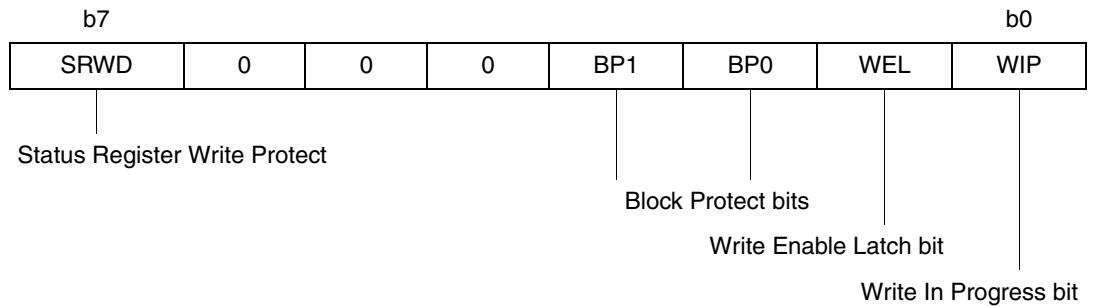 b7 b0
SRWD 0 0 0 BP1 BP0 WEL WIP
Status Register Write Protect
Block Protect bits
Write Enable Latch bit
Write In Progress bit